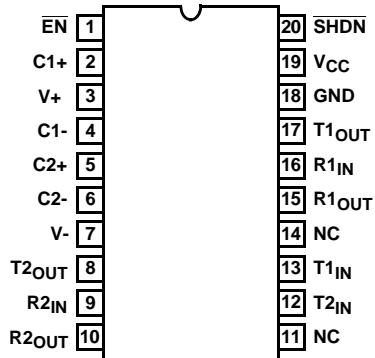 EN 1 20 SHDN
C1+ 2 19 VCC
V+ 3 18 GND
C1- 4 17 T1OUT
C2+ 5 16 R1IN
C2- 6 15 R1OUT
V- 7 14 NC
T2OUT 8 13 T1IN
R2IN 9 12 T2IN
R2OUT 10 11 NC